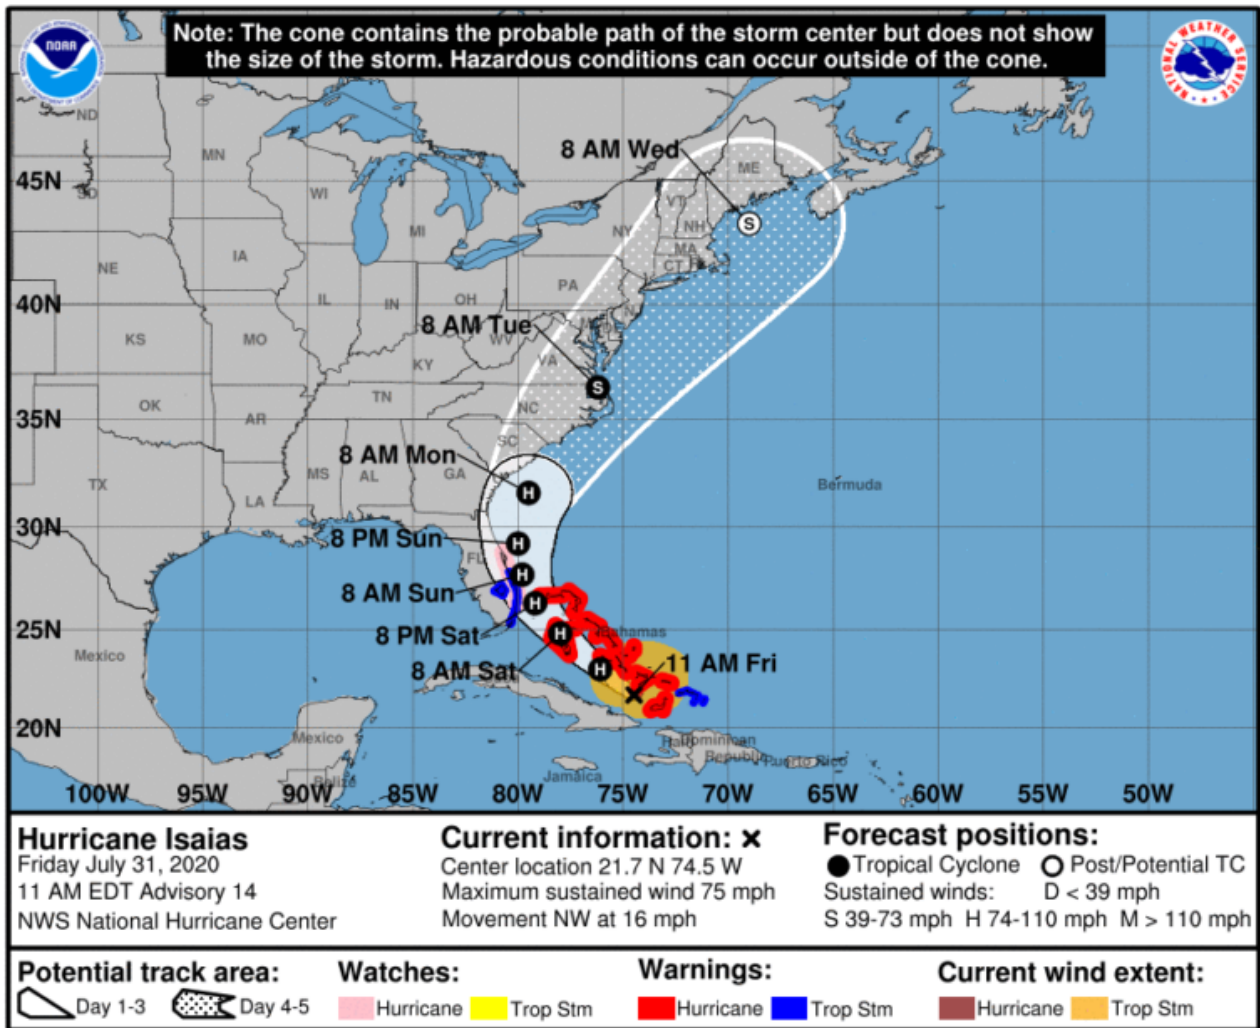 Note: The cone contains the probable path of the storm center but does not show
the size of the storm. Hazardous conditions can occur outside of the cone.
NOAA
NATIONAL WEATHER SERVICE
ND
MN
8 AM Wed
ME
45N
SD
WI
VT
MI
NY
NH
S
MA
IA
NE
CT
PA
IL
IN
OH
40N
8 AM Tue
KS
MO
WV
VA
KY
S
TN
OK
NC
AR
35N
SC
8 AM Mon
MS
AL
GA
TX
H
Bermuda
LA
30N
8 PM Sun
H
FL
H
8 AM Sun
H
25N
8 PM Sat
H
Bahamas
Mexico
8 AM Sat
H
11 AM Fri
20N
Mexico
Haiti
Dominican
Republic
Puerto Rico
Belize
Jamaica
100W 95W 90W 85W 80W 75W 70W 65W 60W 55W 50W
Hurricane Isaias
Friday July 31, 2020
11 AM EDT Advisory 14
NWS National Hurricane Center
Current information: ×
Center location 21.7 N 74.5 W
Maximum sustained wind 75 mph
Movement NW at 16 mph
Forecast positions:
Tropical Cyclone Post/Potential TC
Sustained winds: D < 39 mph
S 39-73 mph H 74-110 mph M > 110 mph
Potential track area:
Day 1-3 Day 4-5
Watches:
Hurricane Trop Stm
Warnings:
Hurricane Trop Stm
Current wind extent:
Hurricane Trop Stm